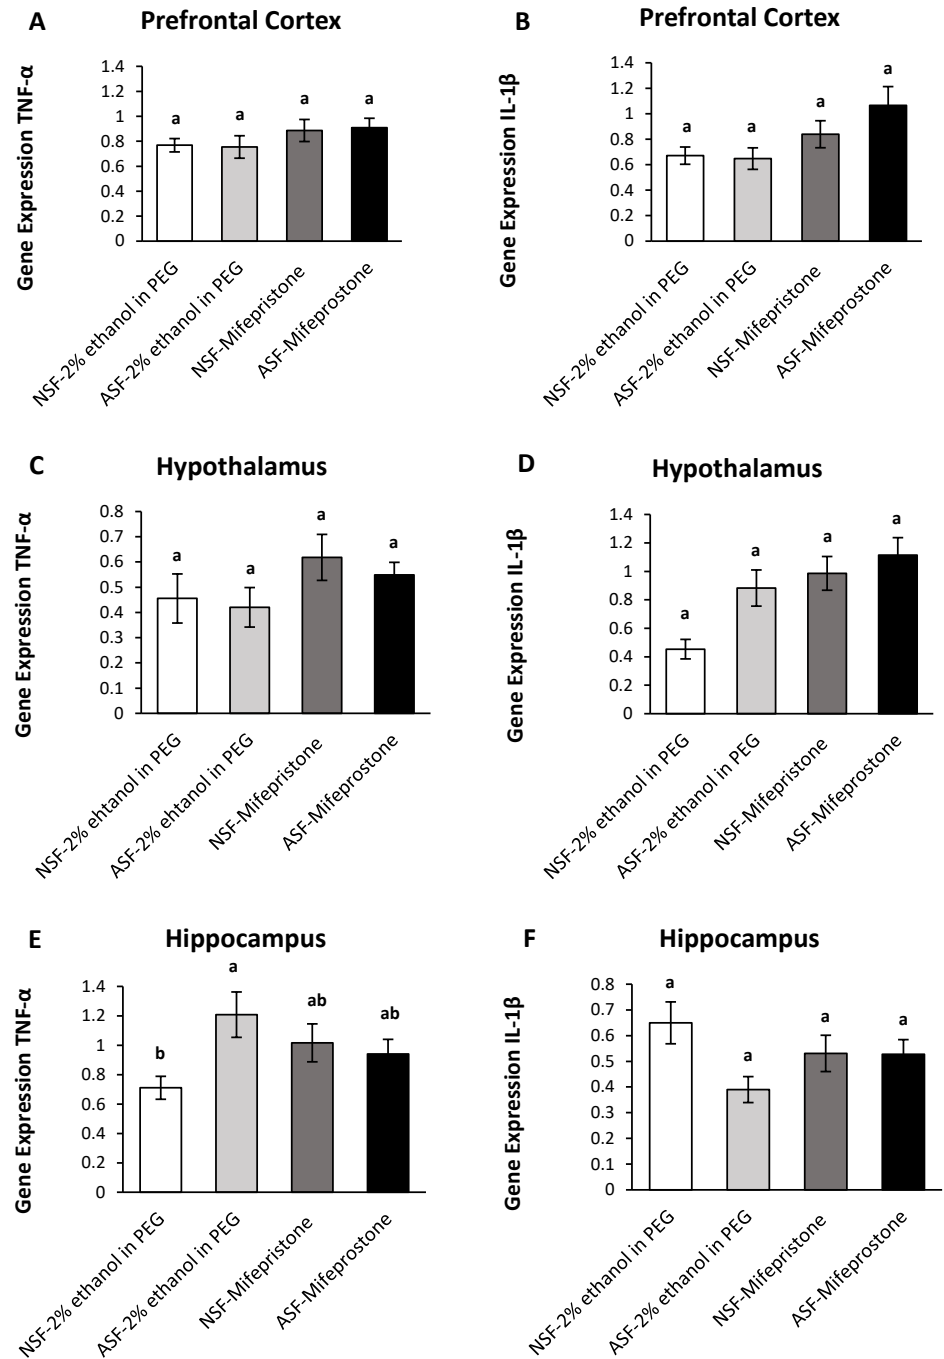 A
Prefrontal Cortex
Gene Expression TNF-α
1.4
1.2
1
0.8
0.6
0.4
0.2
0
a
a
a
a
NSF-2% ethanol in PEG
ASF-2% ethanol in PEG
NSF-Mifepristone
ASF-Mifeprostone
B
Prefrontal Cortex
Gene Expression IL-1β
1.4
1.2
1
0.8
0.6
0.4
0.2
0
a
a
a
a
NSF-2% ethanol in PEG
ASF-2% ethanol in PEG
NSF-Mifepristone
ASF-Mifeprostone
C
Hypothalamus
Gene Expression TNF-α
0.8
0.7
0.6
0.5
0.4
0.3
0.2
0.1
0
a
a
a
a
NSF-2% ehtanol in PEG
ASF-2% ehtanol in PEG
NSF-Mifepristone
ASF-Mifeprostone
D
Hypothalamus
Gene Expression IL-1β
1.4
1.2
1
0.8
0.6
0.4
0.2
0
a
a
a
a
NSF-2% ethanol in PEG
ASF-2% ethanol in PEG
NSF-Mifepristone
ASF-Mifeprostone
E
Hippocampus
Gene Expression TNF-α
1.4
1.2
1
0.8
0.6
0.4
0.2
0
b
a
ab
ab
NSF-2% ethanol in PEG
ASF-2% ethanol in PEG
NSF-Mifepristone
ASF-Mifeprostone
F
Hippocampus
Gene Expression IL-1β
0.8
0.7
0.6
0.5
0.4
0.3
0.2
0.1
0
a
a
a
a
NSF-2% ethanol in PEG
ASF-2% ethanol in PEG
NSF-Mifepristone
ASF-Mifeprostone